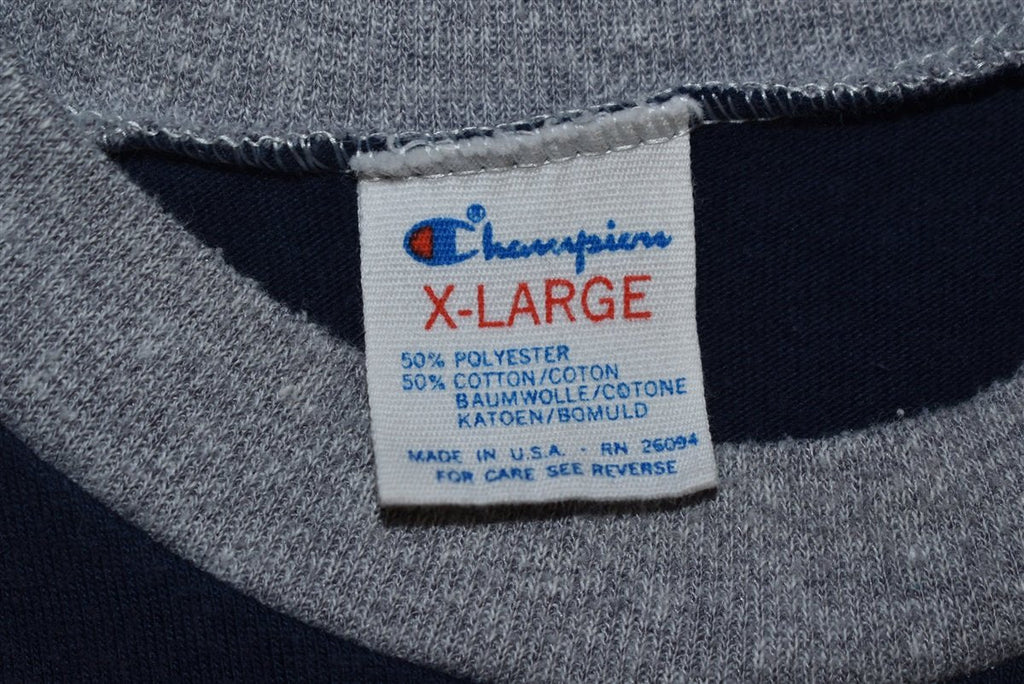 Champion®
X-LARGE
50% POLYESTER
50% COTTON/COTON
BAUMWOLLE/COTONE
KATOEN/BOMULD
MADE IN U.S.A. - RN 26094
FOR CARE SEE REVERSE